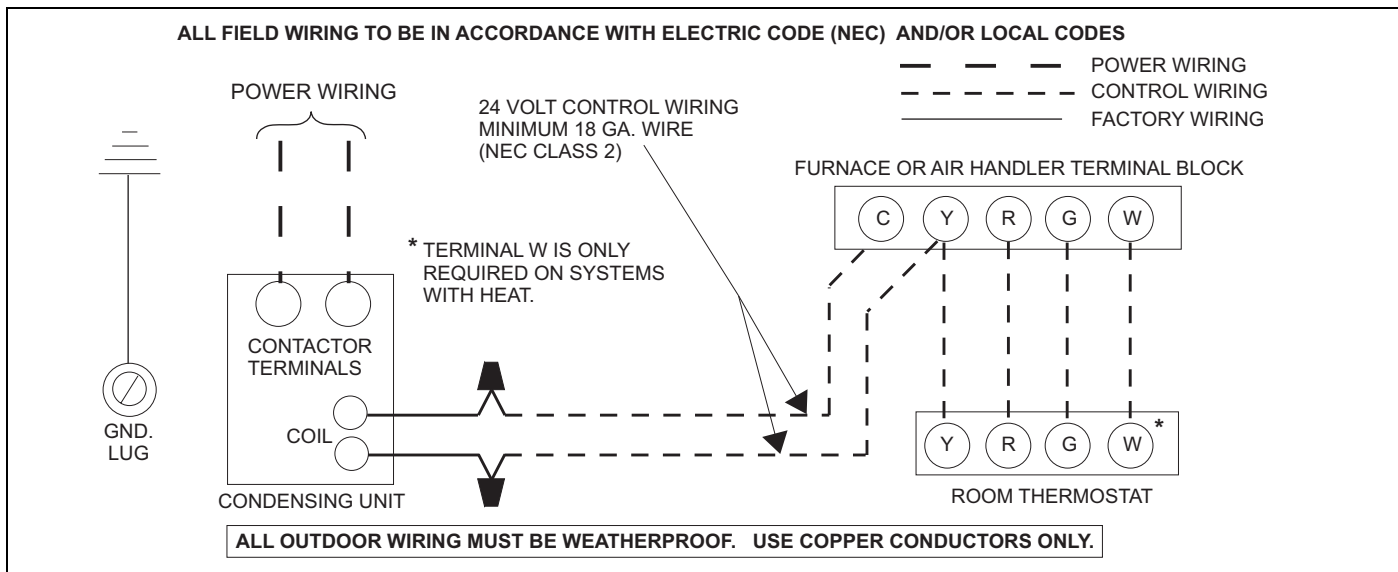 ALL FIELD WIRING TO BE IN ACCORDANCE WITH ELECTRIC CODE (NEC) AND/OR LOCAL CODES
POWER WIRING
CONTROL WIRING
FACTORY WIRING
POWER WIRING
24 VOLT CONTROL WIRING
MINIMUM 18 GA. WIRE
(NEC CLASS 2)
FURNACE OR AIR HANDLER TERMINAL BLOCK
C Y R G W
* TERMINAL W IS ONLY
REQUIRED ON SYSTEMS
WITH HEAT.
CONTACTOR
TERMINALS
COIL
GND.
LUG
CONDENSING UNIT
Y R G W *
ROOM THERMOSTAT
ALL OUTDOOR WIRING MUST BE WEATHERPROOF. USE COPPER CONDUCTORS ONLY.